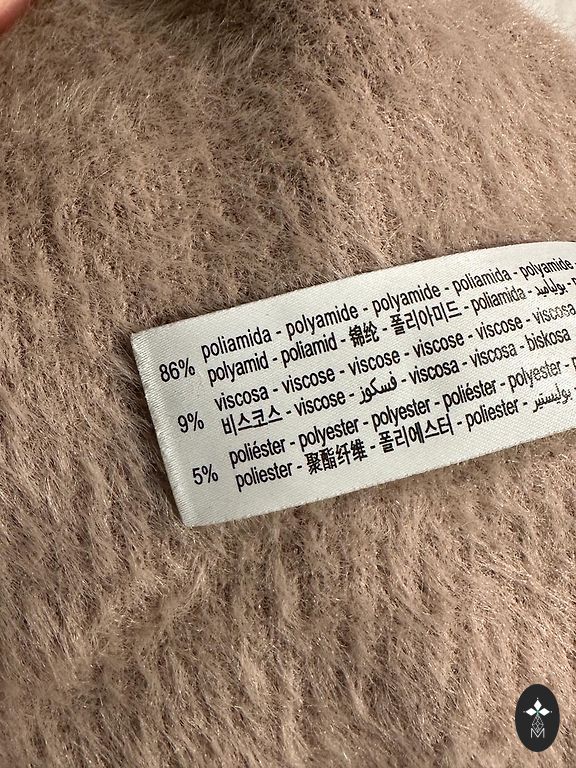 86% poliamida - polyamide - polyamide - poliamida - polyamide -
polyamid - poliamid - 锦纶 - 폴리아미드 - poliamida - بوليامید -
9% viscosa - viscose - viscose - viscose - viscose - viscosa
비스코스 - viscose - فسكوز - viscosa - viscosa - biskosa
5% poliéster - polyester - polyester - poliéster - polyester -
poliester - 聚酯纤维 - 폴리에스터 - poliester - بوليستير